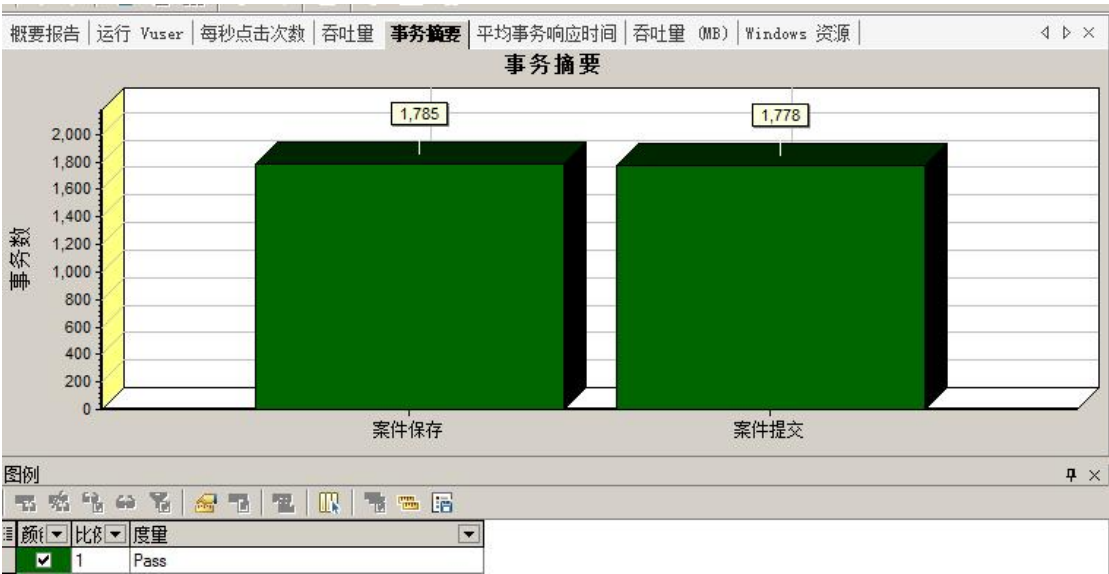 概要报告 运行 Vuser 每秒点击次数 吞吐量 事务摘要 平均事务响应时间 吞吐量 (MB) Windows 资源
事务摘要
1,785
1,778
2,000
1,800
1,600
1,400
1,200
1,000
800
600
400
200
0
事务数
案件保存 案件提交
图例
度量
1 Pass